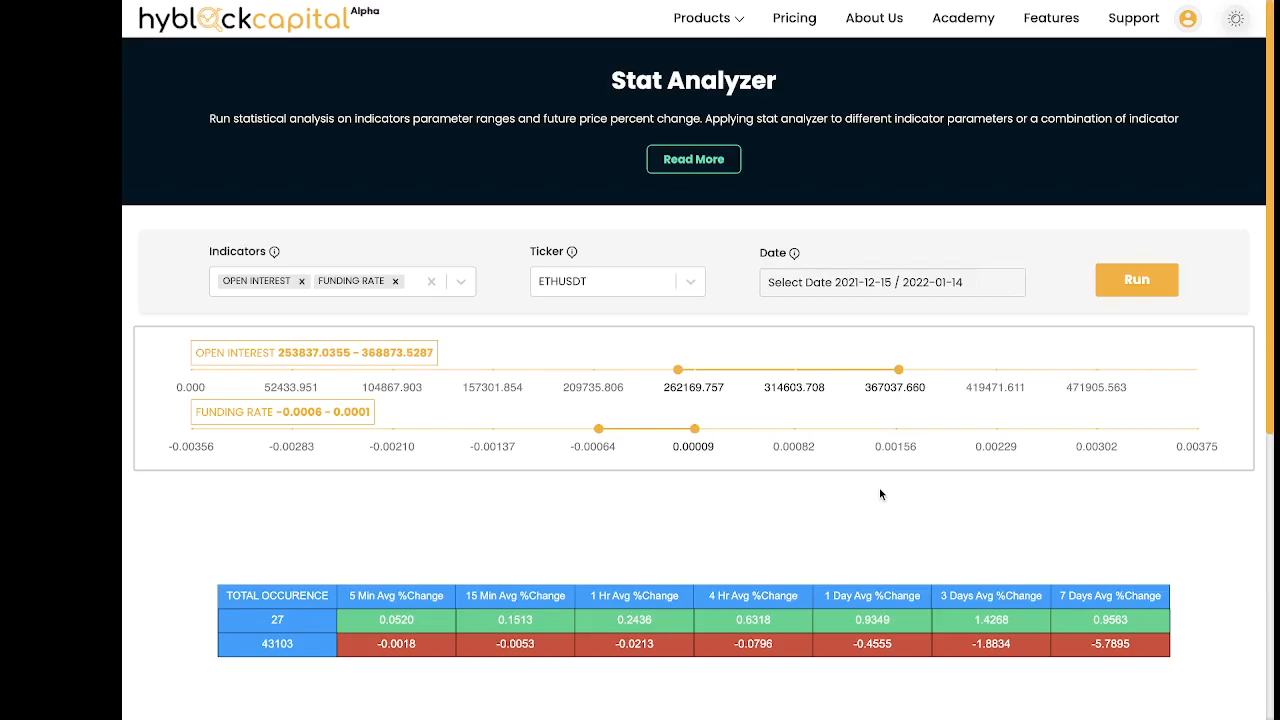 hyblockcapital Alpha
Products Pricing About Us Academy Features Support
Stat Analyzer
Run statistical analysis on indicators parameter ranges and future price percent change. Applying stat analyzer to different indicator parameters or a combination of indicator
Read More
Indicators Ticker Date
OPEN INTEREST × FUNDING RATE × × ETHUSDT Select Date 2021-12-15 / 2022-01-14 Run
OPEN INTEREST 253837.0355 - 368873.5287
0.000 52433.951 104867.903 157301.854 209735.806 262169.757 314603.708 367037.660 419471.611 471905.563
FUNDING RATE -0.0006 - 0.0001
-0.00356 -0.00283 -0.00210 -0.00137 -0.00064 0.00009 0.00082 0.00156 0.00229 0.00302 0.00375
TOTAL OCCURENCE 5 Min Avg %Change 15 Min Avg %Change 1 Hr Avg %Change 4 Hr Avg %Change 1 Day Avg %Change 3 Days Avg %Change 7 Days Avg %Change
27 0.0520 0.1513 0.2436 0.6318 0.9349 1.4268 0.9563
43103 -0.0018 -0.0053 -0.0213 -0.0796 -0.4555 -1.8834 -5.7895